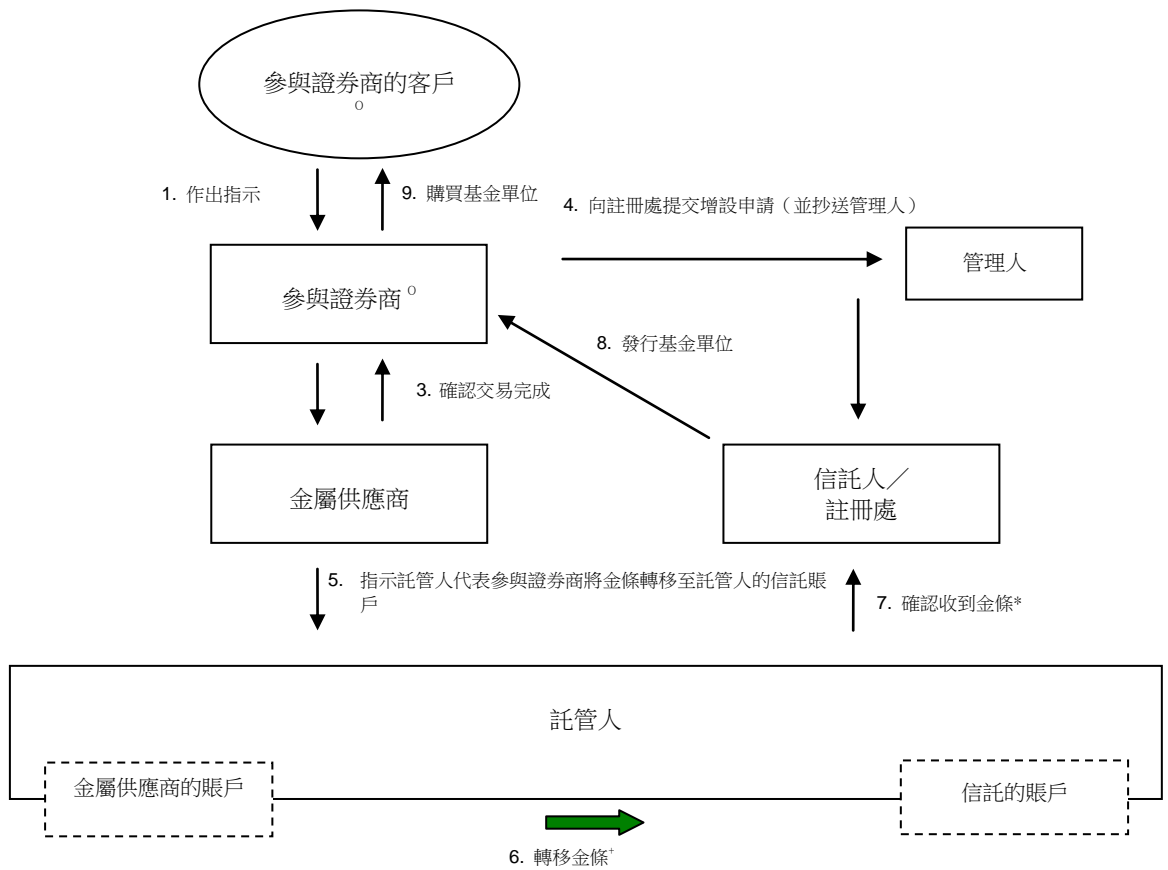 參與證券商的客戶
O
1. 作出指示
9. 購買基金單位
4. 向註冊處提交增設申請（並抄送管理人）
參與證券商 O
管理人
8. 發行基金單位
3. 確認交易完成
金屬供應商
信託人／
註冊處
5. 指示託管人代表參與證券商將金條轉移至託管人的信託賬
戶
7. 確認收到金條*
託管人
金屬供應商的賬戶
信託的賬戶
6. 轉移金條+